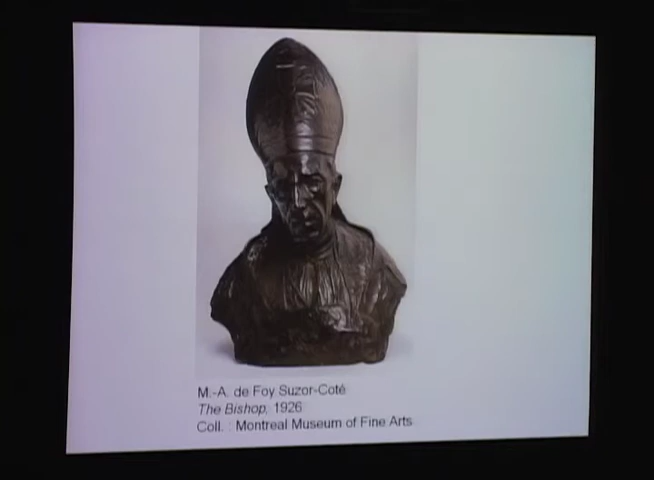 M.-A. de Foy Suzor-Coté
The Bishop, 1926
Coll. : Montreal Museum of Fine Arts